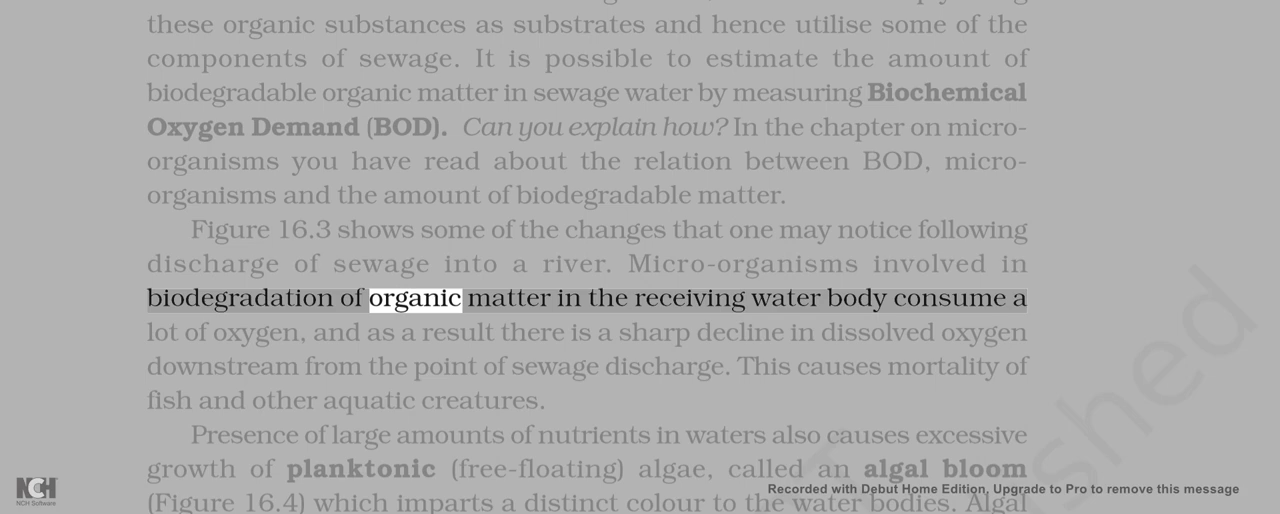 these organic substances as substrates and hence utilise some of the
components of sewage. It is possible to estimate the amount of
biodegradable organic matter in sewage water by measuring Biochemical
Oxygen Demand (BOD). Can you explain how? In the chapter on micro-
organisms you have read about the relation between BOD, micro-
organisms and the amount of biodegradable matter.
Figure 16.3 shows some of the changes that one may notice following
discharge of sewage into a river. Micro-organisms involved in
biodegradation of organic matter in the receiving water body consume a
lot of oxygen, and as a result there is a sharp decline in dissolved oxygen
downstream from the point of sewage discharge. This causes mortality of
fish and other aquatic creatures.
Presence of large amounts of nutrients in waters also causes excessive
growth of planktonic (free-floating) algae, called an algal bloom
(Figure 16.4) which imparts a distinct colour to the water bodies. Algal
NCH
NCH Software
Recorded with Debut Home Edition. Upgrade to Pro to remove this message
shed